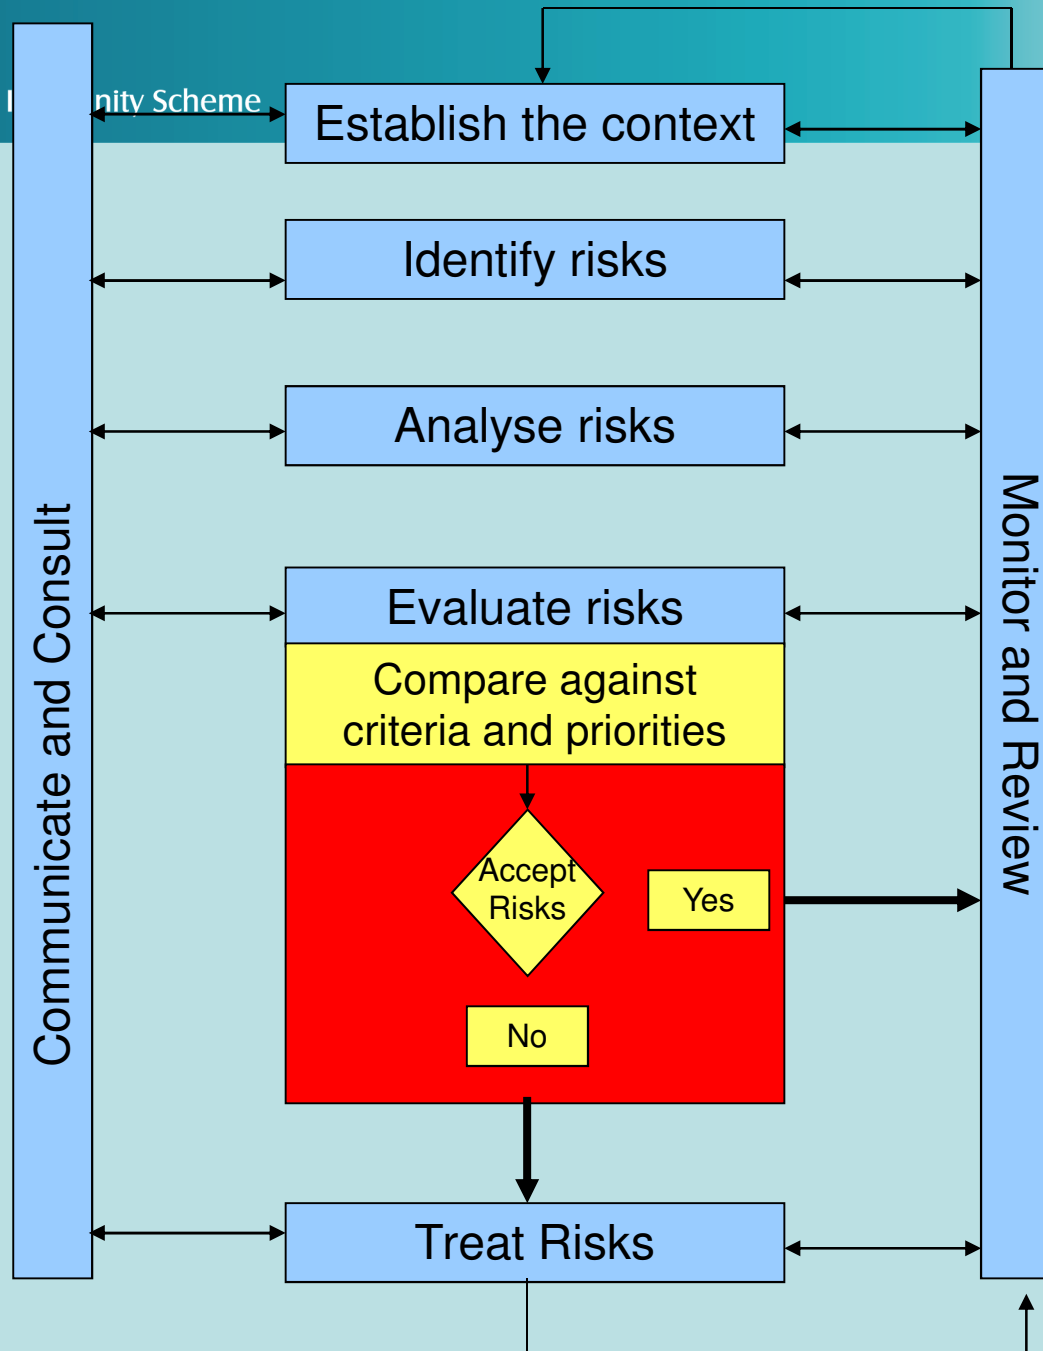 nity Scheme
Establish the context
Identify risks
Analyse risks
Evaluate risks
Compare against
criteria and priorities
Accept
Risks
Yes
No
Treat Risks
Communicate and Consult
Monitor and Review